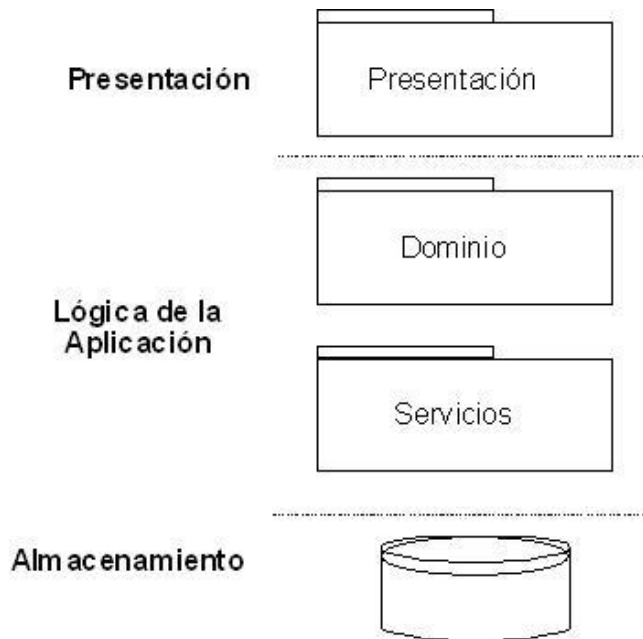 Presentación
Presentación
Dominio
Lógica de la
Aplicación
Servicios
Almacenamiento